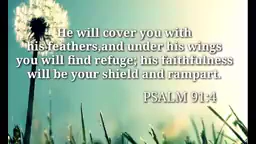 He will cover you with
his feathers,and under his wings
you will find refuge; his faithfulness
will be your shield and rampart.
PSALM 91:4